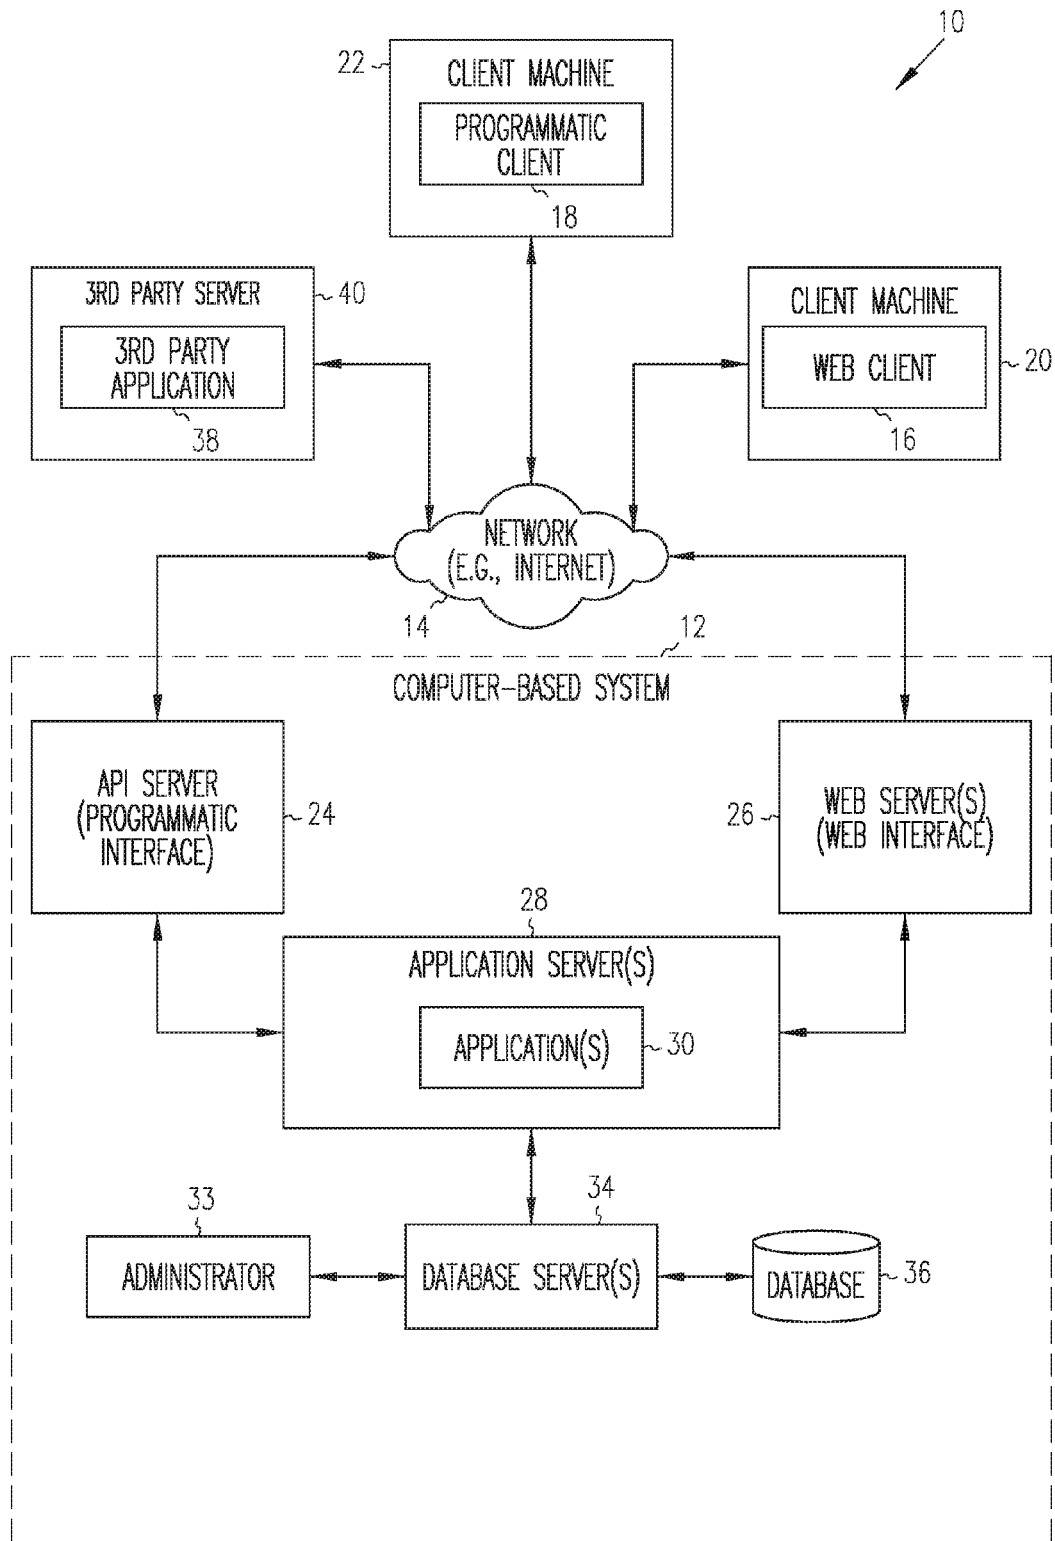 10
22
CLIENT MACHINE
PROGRAMMATIC
CLIENT
18
3RD PARTY SERVER
40
3RD PARTY
APPLICATION
38
CLIENT MACHINE
WEB CLIENT
20
16
NETWORK
(E.G., INTERNET)
14
12
COMPUTER-BASED SYSTEM
API SERVER
(PROGRAMMATIC
INTERFACE)
24
26
WEB SERVER(S)
(WEB INTERFACE)
28
APPLICATION SERVER(S)
APPLICATION(S)
30
33
ADMINISTRATOR
34
DATABASE SERVER(S)
DATABASE
36